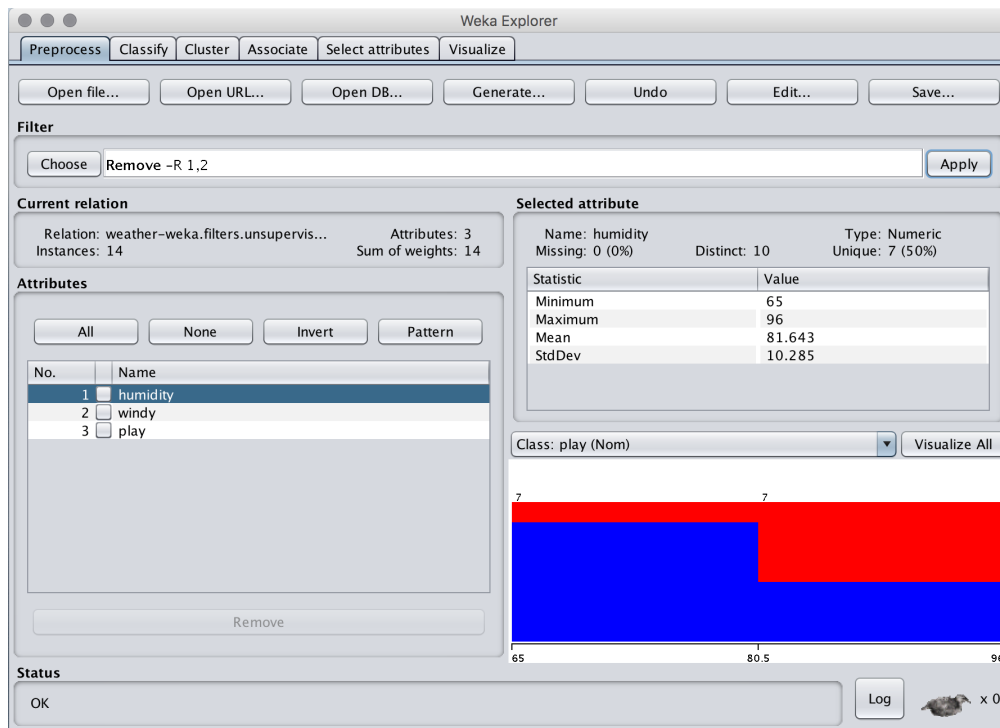 Weka Explorer
Preprocess Classify Cluster Associate Select attributes Visualize
Open file... Open URL... Open DB... Generate... Undo Edit... Save...
Filter
Choose Remove -R 1,2 Apply
Current relation
Relation: weather-weka.filters.unsupervis... Attributes: 3
Instances: 14 Sum of weights: 14
Attributes
All None Invert Pattern
No. Name
1 humidity
2 windy
3 play
Remove
Selected attribute
Name: humidity Type: Numeric
Missing: 0 (0%) Distinct: 10 Unique: 7 (50%)
Statistic Value
Minimum 65
Maximum 96
Mean 81.643
StdDev 10.285
Class: play (Nom) Visualize All
7 7
65 80.5
Status
OK
Log x 0